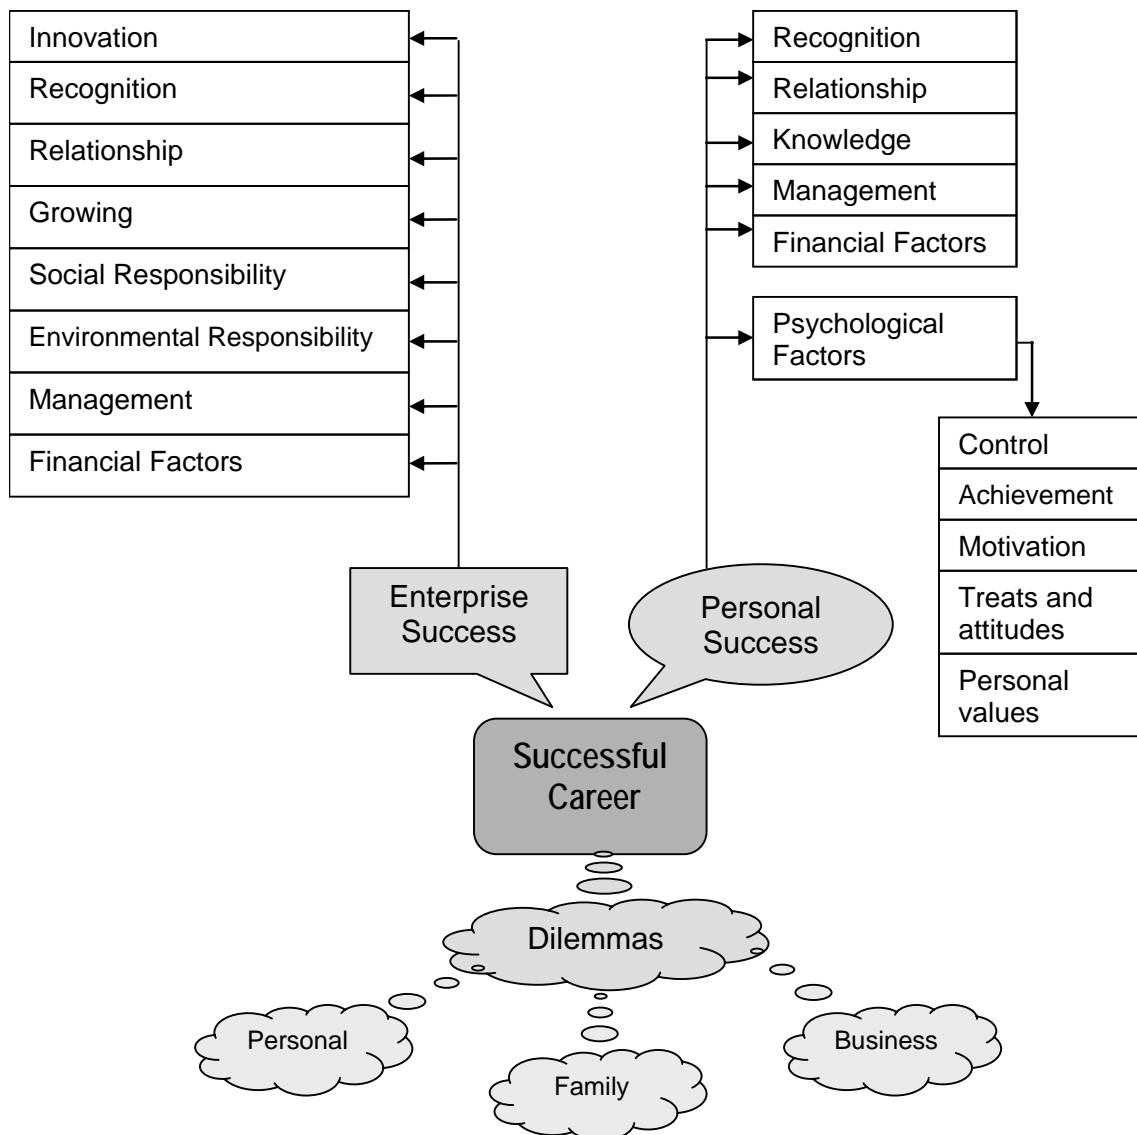 Innovation
Recognition
Relationship
Growing
Social Responsibility
Environmental Responsibility
Management
Financial Factors
Recognition
Relationship
Knowledge
Management
Financial Factors
Psychological
Factors
Control
Achievement
Motivation
Treats and
attitudes
Personal
values
Enterprise
Success
Personal
Success
Successful
Career
Dilemmas
Personal
Family
Business